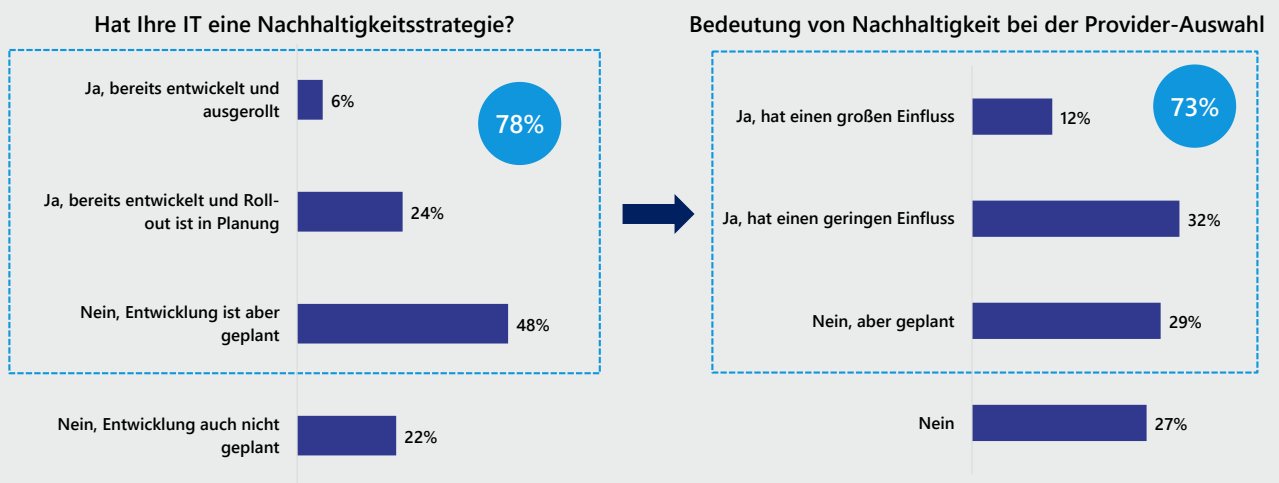 Hat Ihre IT eine Nachhaltigkeitsstrategie?
Ja, bereits entwickelt und
ausgerollt
6%
78%
Ja, bereits entwickelt und Roll-
out ist in Planung
24%
Nein, Entwicklung ist aber
geplant
48%
Nein, Entwicklung auch nicht
geplant
22%
Bedeutung von Nachhaltigkeit bei der Provider-Auswahl
Ja, hat einen großen Einfluss
12%
73%
Ja, hat einen geringen Einfluss
32%
Nein, aber geplant
29%
Nein
27%